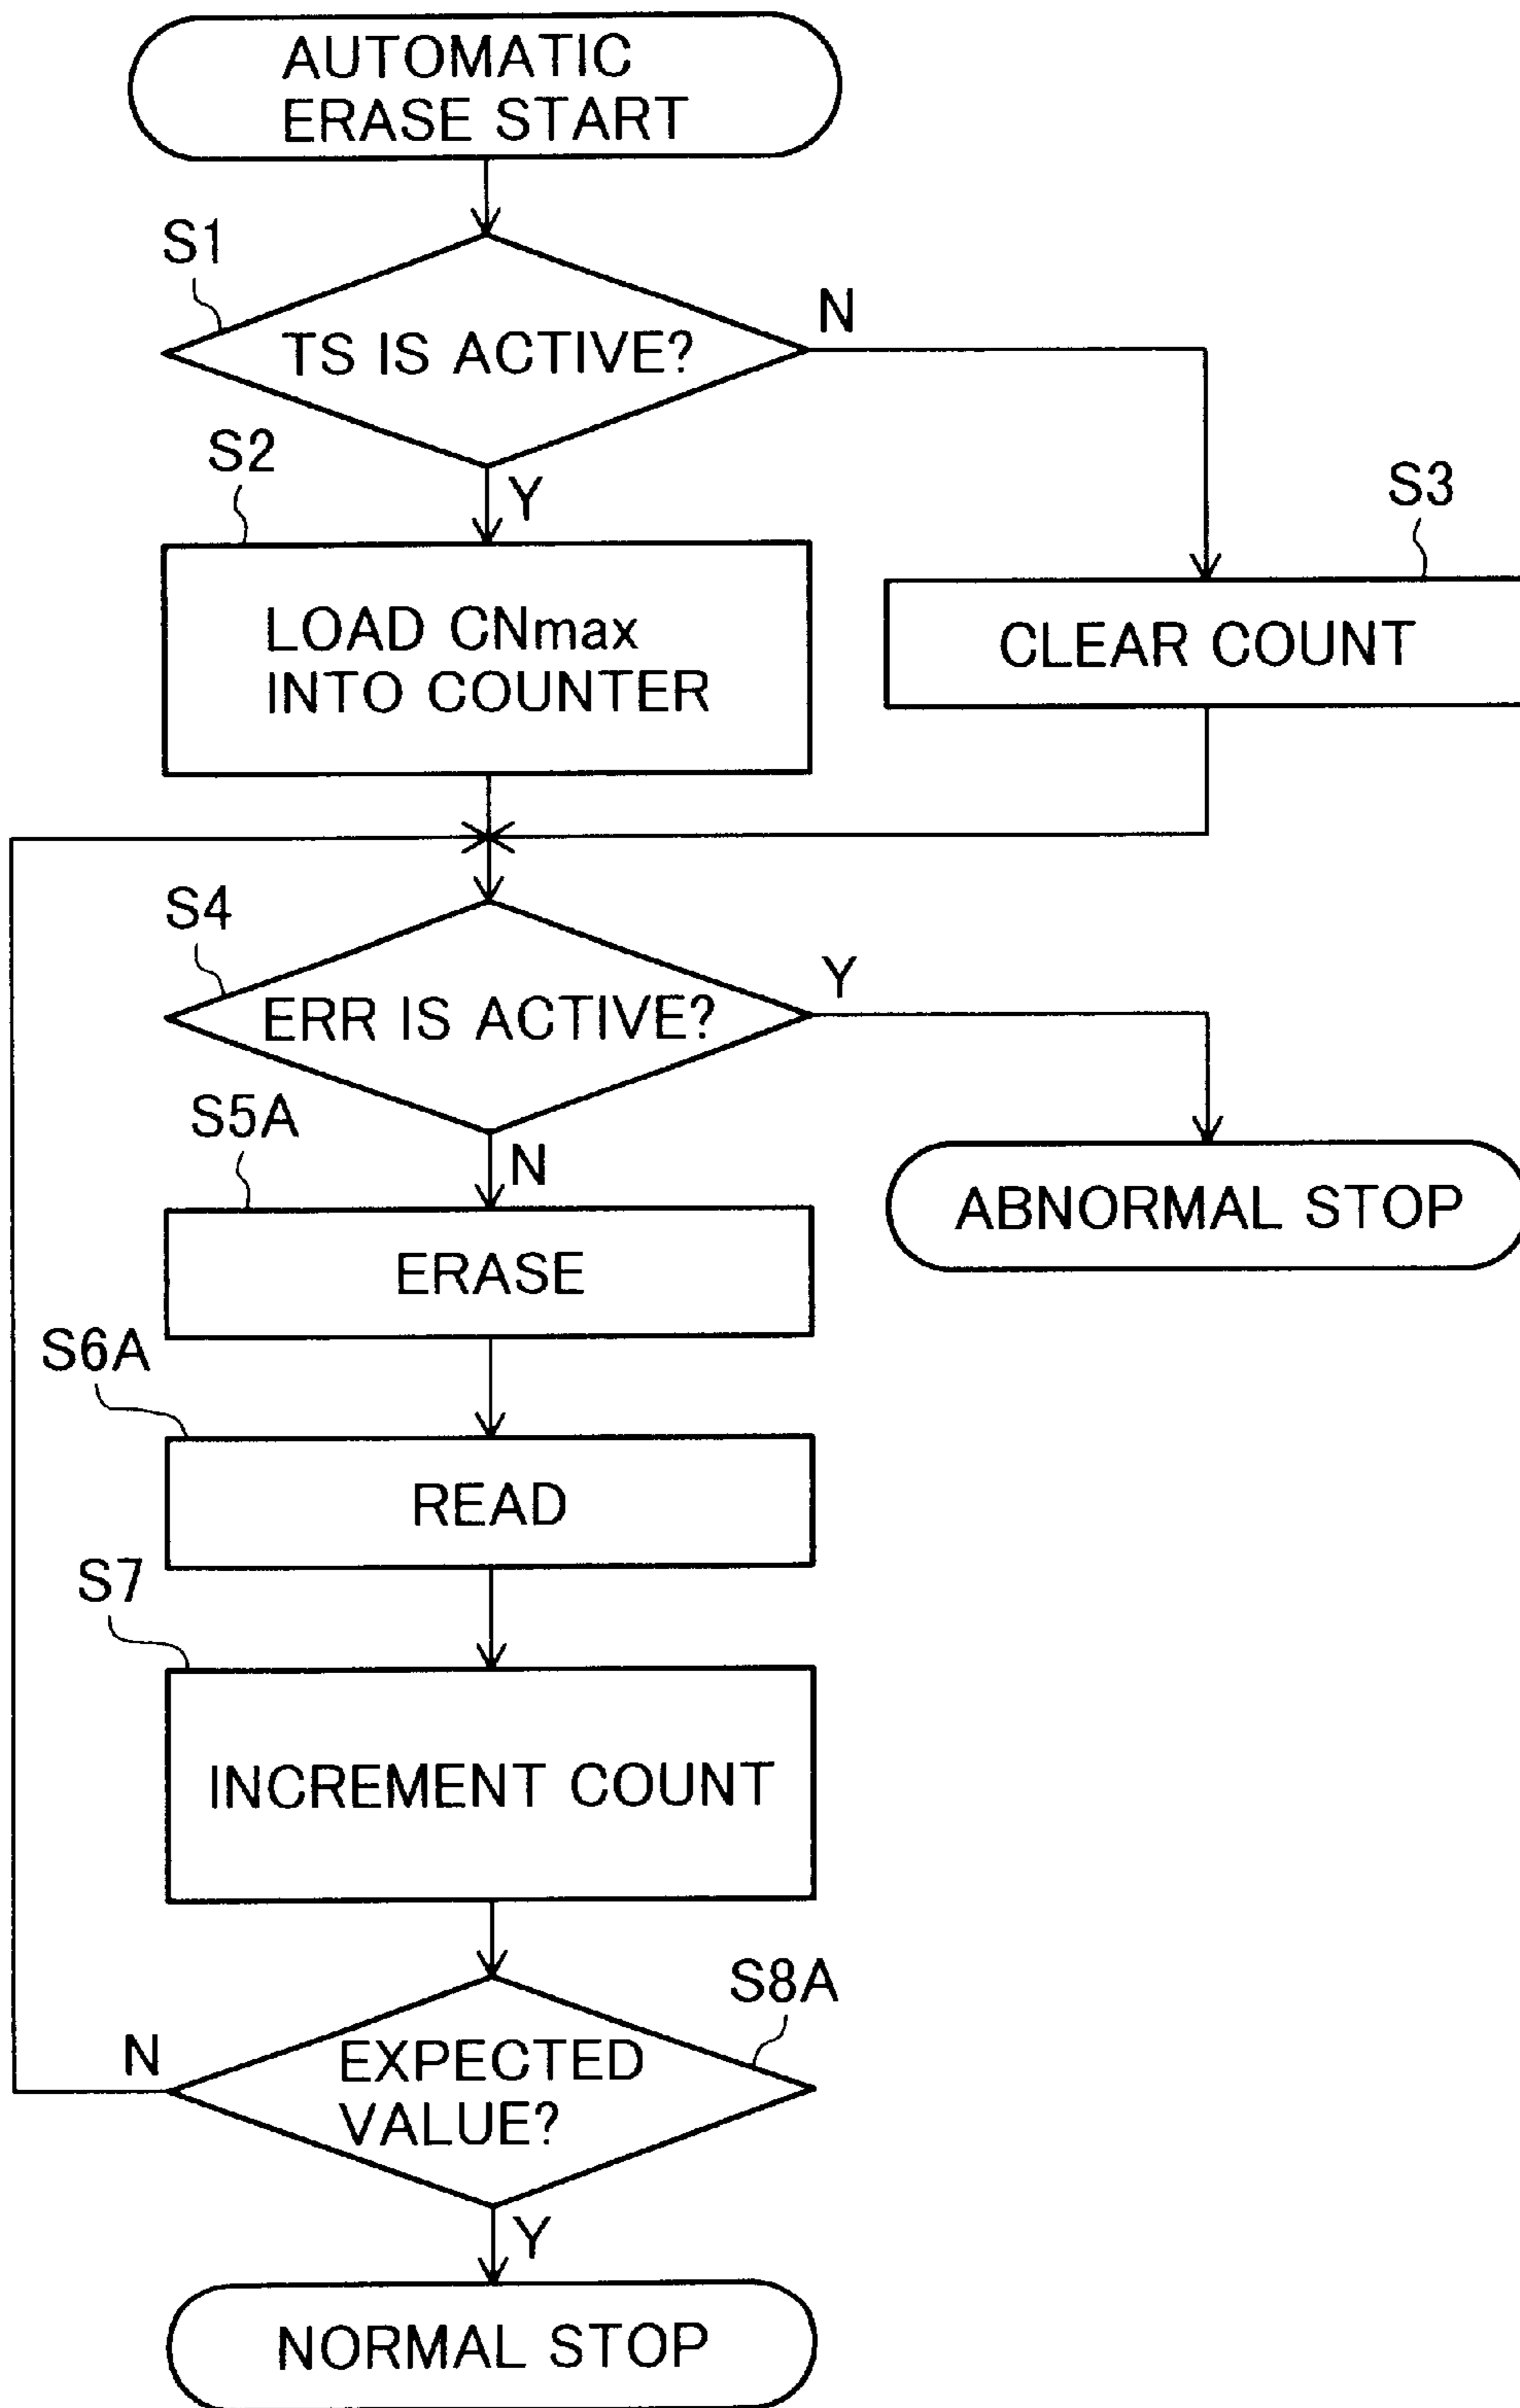 AUTOMATIC
ERASE START
S1
TS IS ACTIVE?
N
S2
Y
S3
LOAD CNmax
INTO COUNTER
CLEAR COUNT
S4
ERR IS ACTIVE?
Y
S5A
N
ERASE
ABNORMAL STOP
S6A
READ
S7
INCREMENT COUNT
S8A
N
EXPECTED
VALUE?
Y
NORMAL STOP